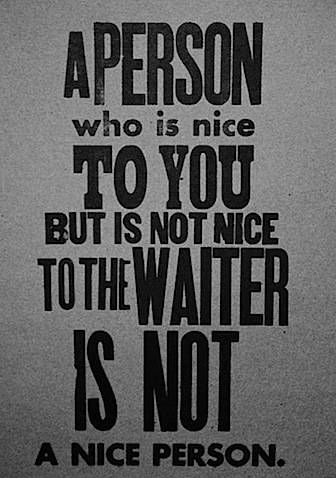 A PERSON
who is nice
TO YOU
BUT IS NOT NICE
TO THE WAITER
IS NOT
A NICE PERSON.